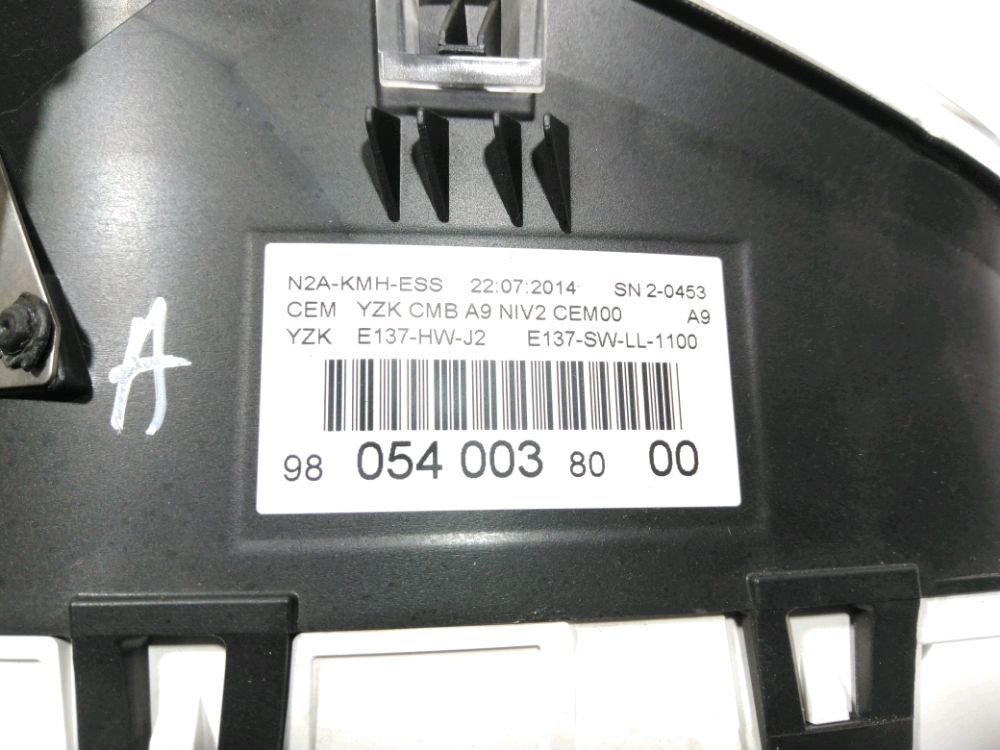 N2A-KMH-ESS 22:07:2014 SN 2-0453
CEM YZK CMB A9 NIV2 CEM00 A9
YZK E137-HW-J2 E137-SW-LL-1100
98 054 003 80 00
A